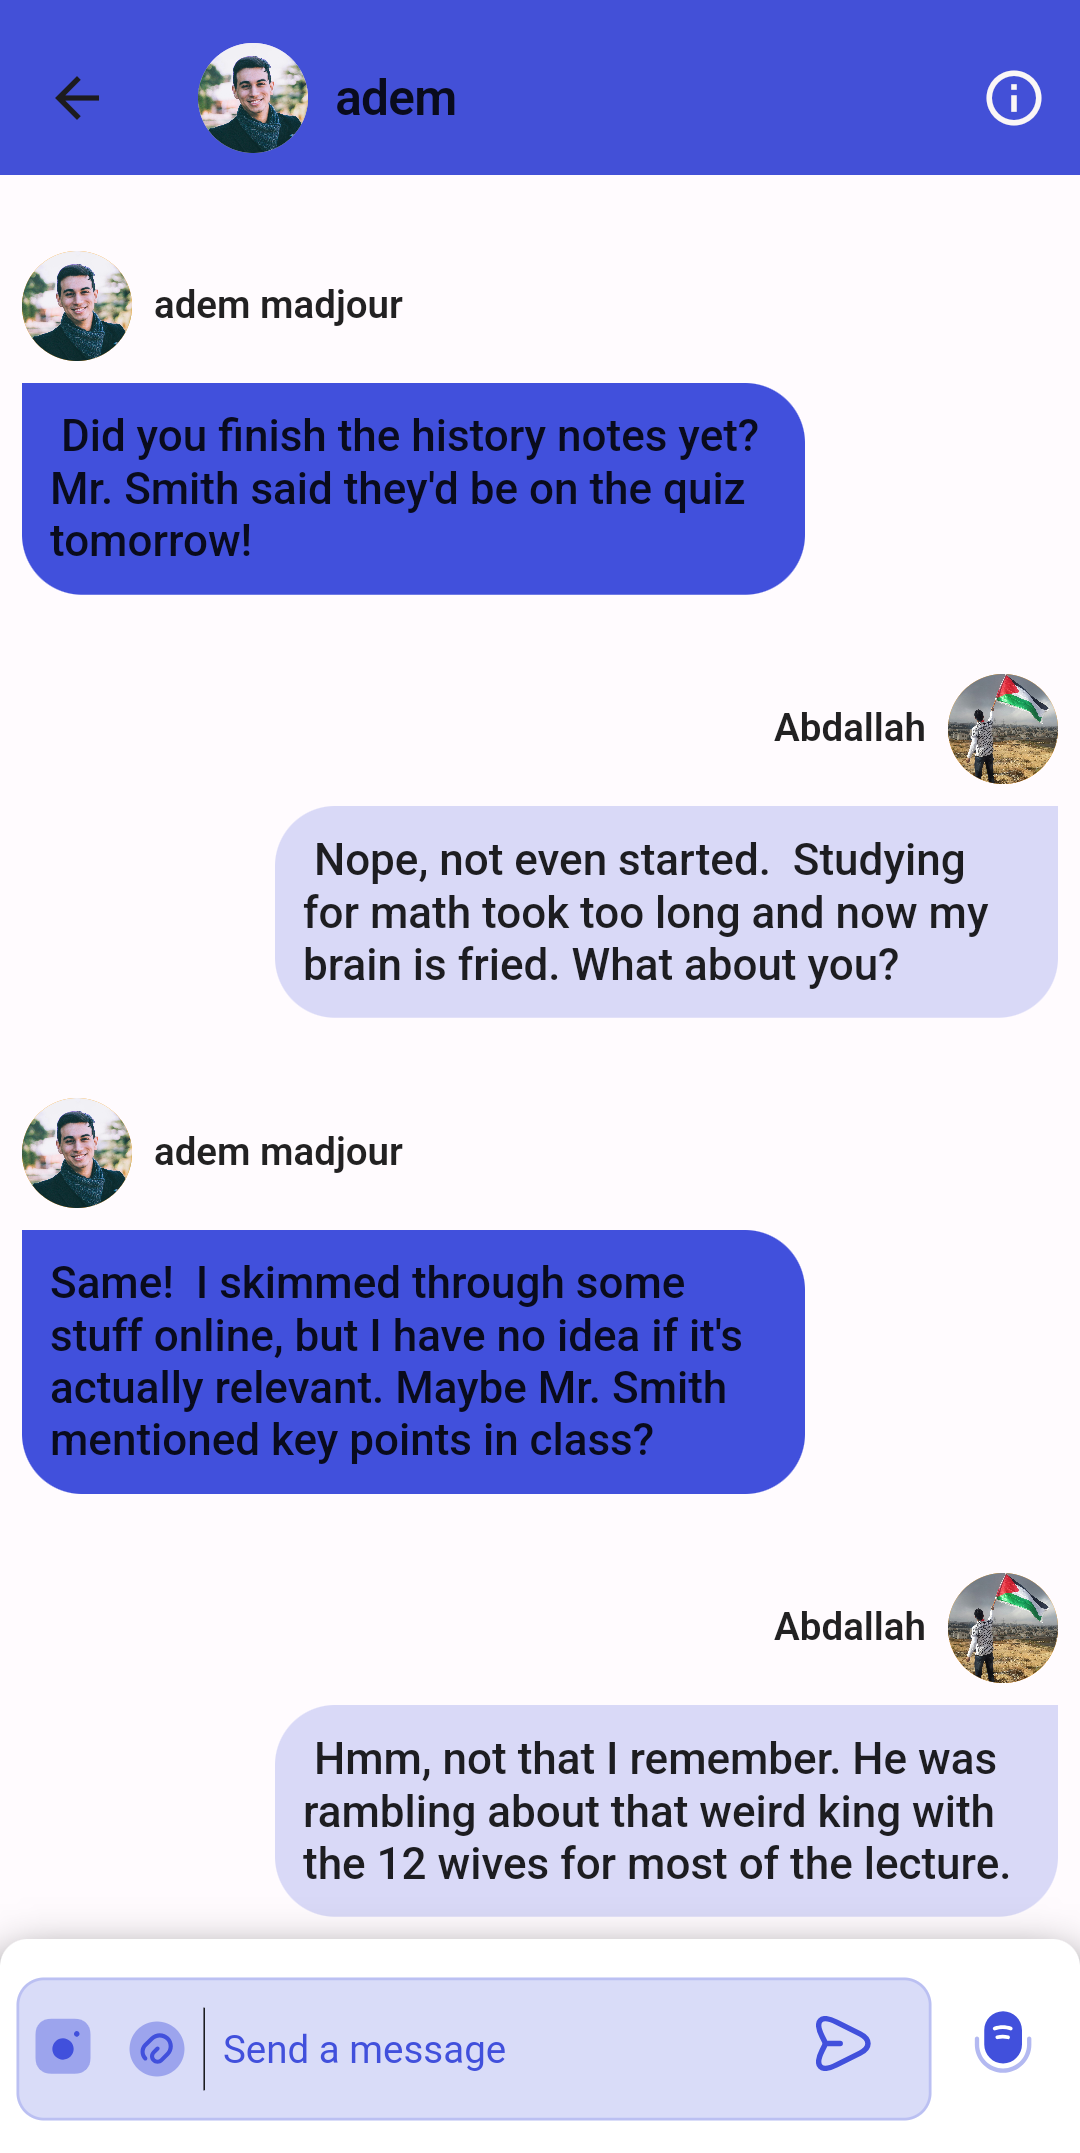 adem
adem madjour
Did you finish the history notes yet?
Mr. Smith said they'd be on the quiz
tomorrow!
Abdallah
Nope, not even started.  Studying
for math took too long and now my
brain is fried. What about you?
adem madjour
Same!  I skimmed through some
stuff online, but I have no idea if it's
actually relevant. Maybe Mr. Smith
mentioned key points in class?
Abdallah
Hmm, not that I remember. He was
rambling about that weird king with
the 12 wives for most of the lecture.
Send a message